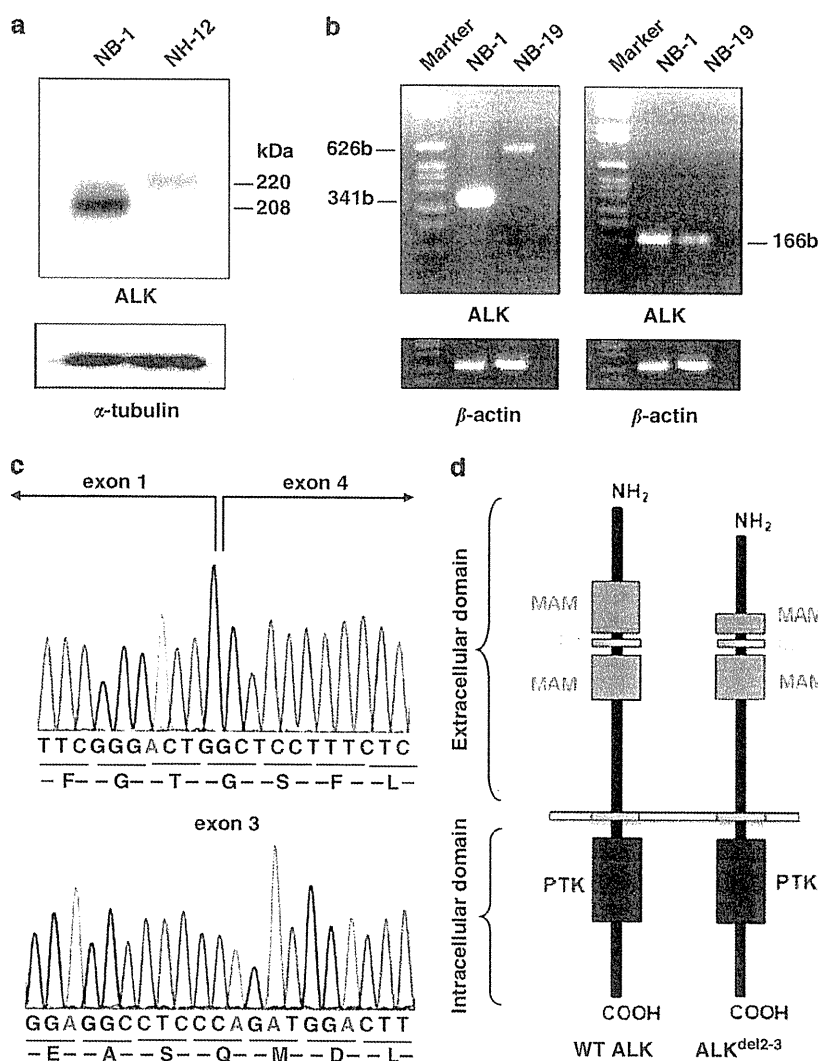 a
NB-1 NH-12
kDa
220
208
ALK
α-tubulin
b
Marker NB-1 NB-19 Marker NB-1 NB-19
626b
341b
166b
ALK ALK
β-actin β-actin
c
exon 1 exon 4
TTCGGGACTGGCTCCTTTCTC
–F––G––T––G––S––F––L–
exon 3
GGAGGCCTCCCAGATGGACTT
–E––A––S––Q––M––D––L–
d
Extracellular domain
Intracellular domain
NH2 NH2
MAM MAM
MAM MAM
PTK PTK
COOH COOH
WT ALK ALKdel2-3